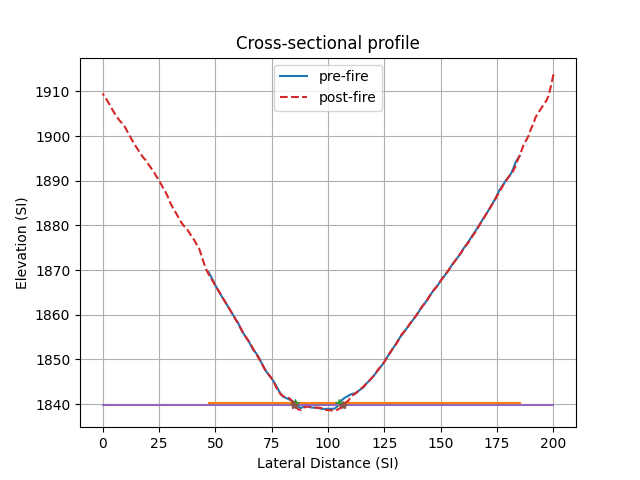 Cross-sectional profile
pre-fire
post-fire
Elevation (SI)
1910
1900
1890
1880
1870
1860
1850
1840
0 25 50 75 100 125 150 175 200
Lateral Distance (SI)